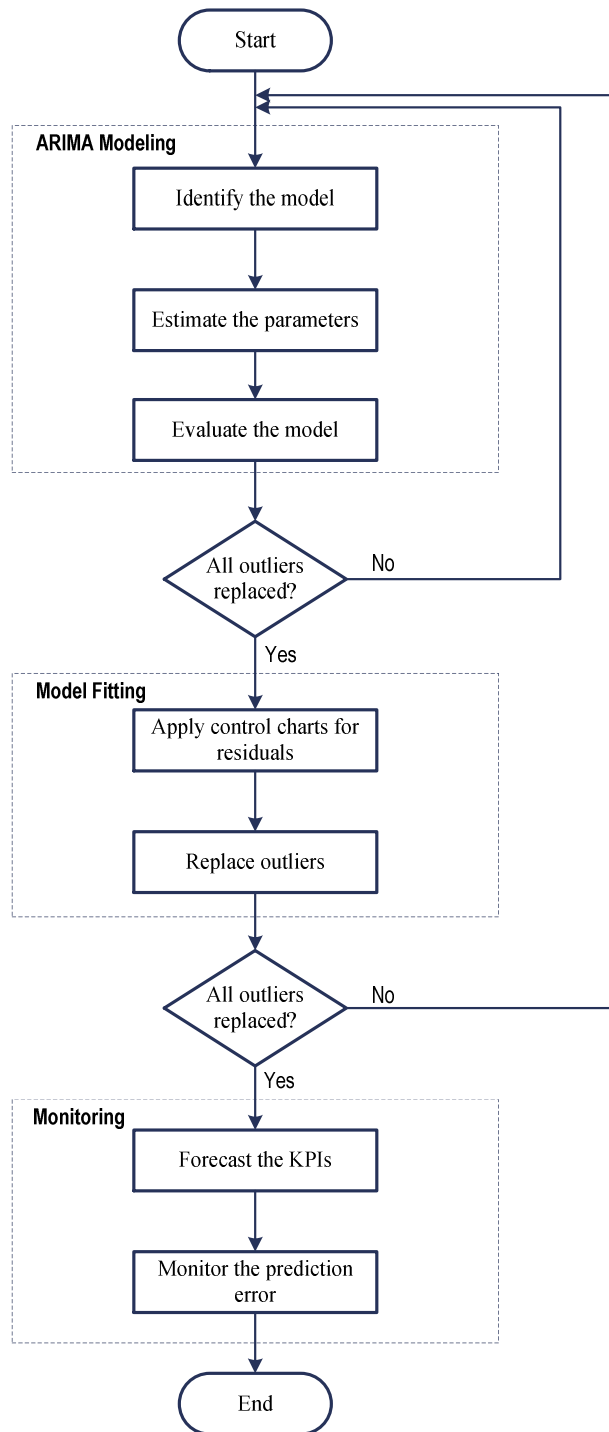 Start
ARIMA Modeling
Identify the model
Estimate the parameters
Evaluate the model
All outliers
replaced?
No
Yes
Model Fitting
Apply control charts for
residuals
Replace outliers
All outliers
replaced?
No
Yes
Monitoring
Forecast the KPIs
Monitor the prediction
error
End